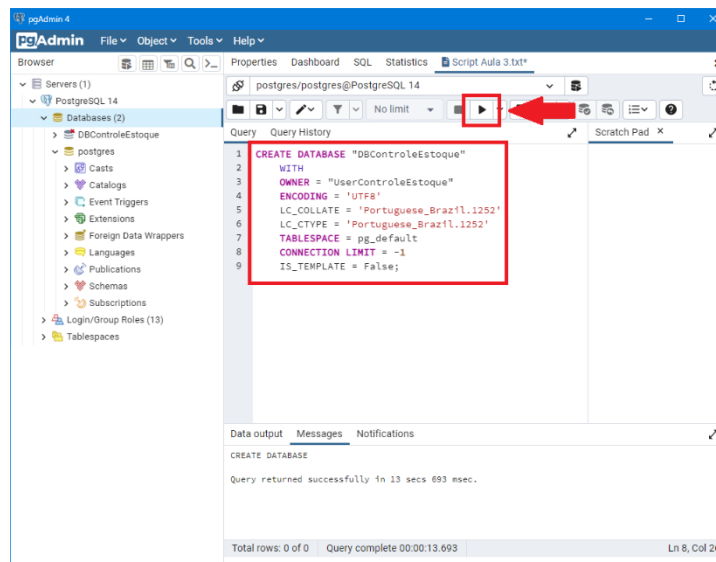 pgAdmin 4
pgAdmin File Object Tools Help
Browser
Properties Dashboard SQL Statistics Script Aula 3.txt*
Servers (1)
PostgreSQL 14
Databases (2)
DBControleEstoque
postgres
Casts
Catalogs
Event Triggers
Extensions
Foreign Data Wrappers
Languages
Publications
Schemas
Subscriptions
Login/Group Roles (13)
Tablespaces
postgres/postgres@PostgreSQL 14
No limit
Query Query History
Scratch Pad
1 CREATE DATABASE "DBControleEstoque"
2 WITH
3 OWNER = "UserControleEstoque"
4 ENCODING = 'UTF8'
5 LC_COLLATE = 'Portuguese_Brazil.1252'
6 LC_CTYPE = 'Portuguese_Brazil.1252'
7 TABLESPACE = pg_default
8 CONNECTION LIMIT = -1
9 IS_TEMPLATE = False;
Data output Messages Notifications
CREATE DATABASE
Query returned successfully in 13 secs 693 msec.
Total rows: 0 of 0 Query complete 00:00:13.693 Ln 8, Col